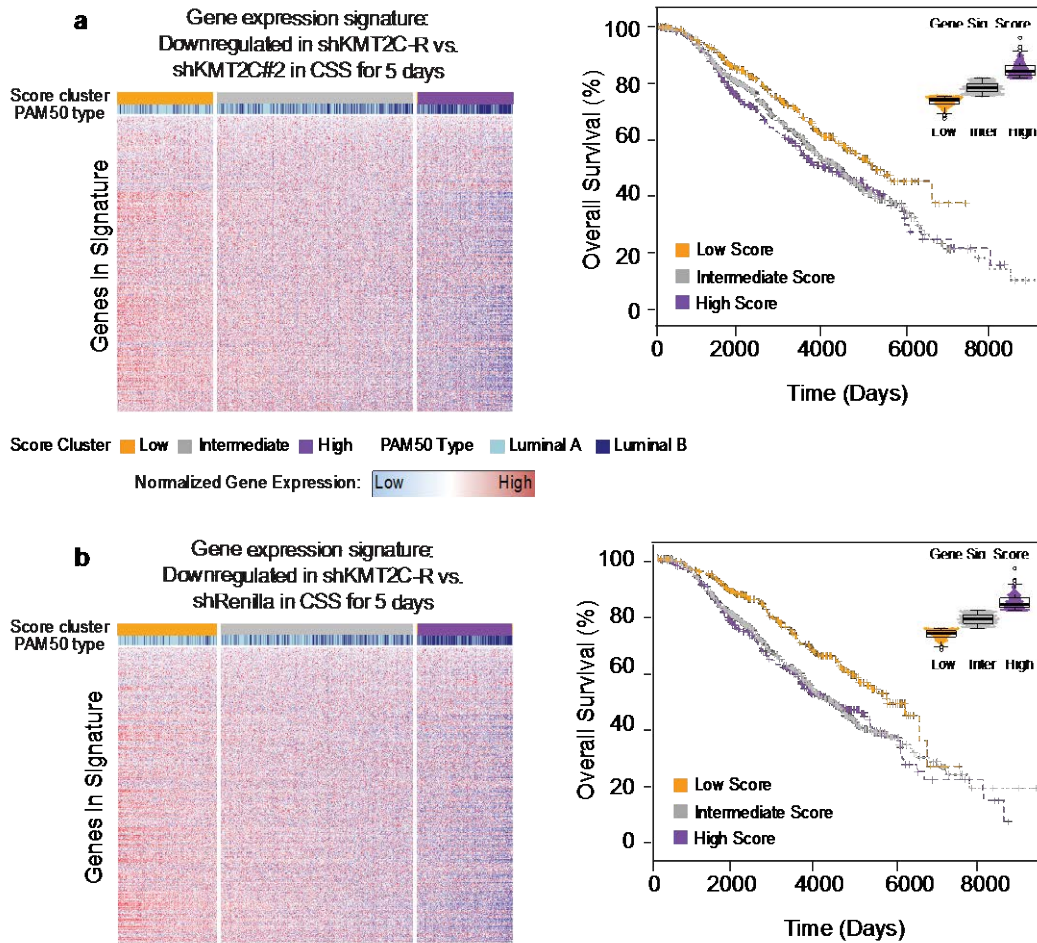 a
Gene expression signature:
Downregulated in shKMT2C-R vs.
shKMT2C#2 in CSS for 5 days
Score cluster
PAM50 type
Genes In SIgnature
Overall Survival (%)
100
80
60
40
20
0
Gene Sig. Score
Low Inter High
Low Score
Intermediate Score
High Score
0 2000 4000 6000 8000
Time (Days)
Score Cluster Low Intermediate High PAM50 Type Luminal A Luminal B
Normalized Gene Expression: Low High
b
Gene expression signature:
Downregulated in shKMT2C-R vs.
shRenilla in CSS for 5 days
Score cluster
PAM50 type
Genes In SIgnature
Overall Survival (%)
100
80
60
40
20
0
Gene Sig. Score
Low Inter High
Low Score
Intermediate Score
High Score
0 2000 4000 6000 8000
Time (Days)